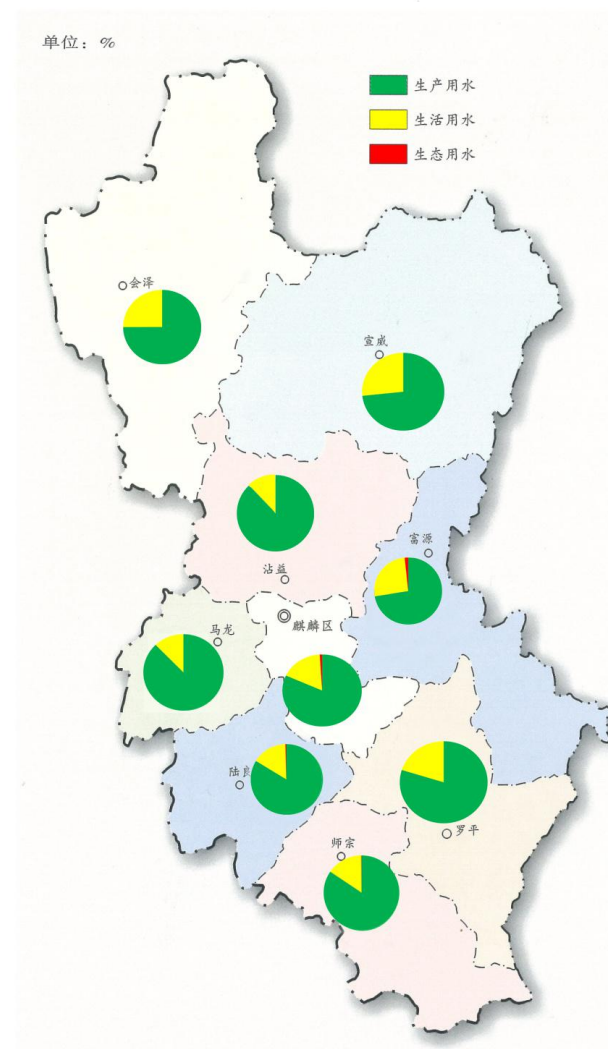 单位：%
生产用水
生活用水
生态用水
会泽
宣威
富源
沾益
麒麟区
马龙
陆良
罗平
师宗